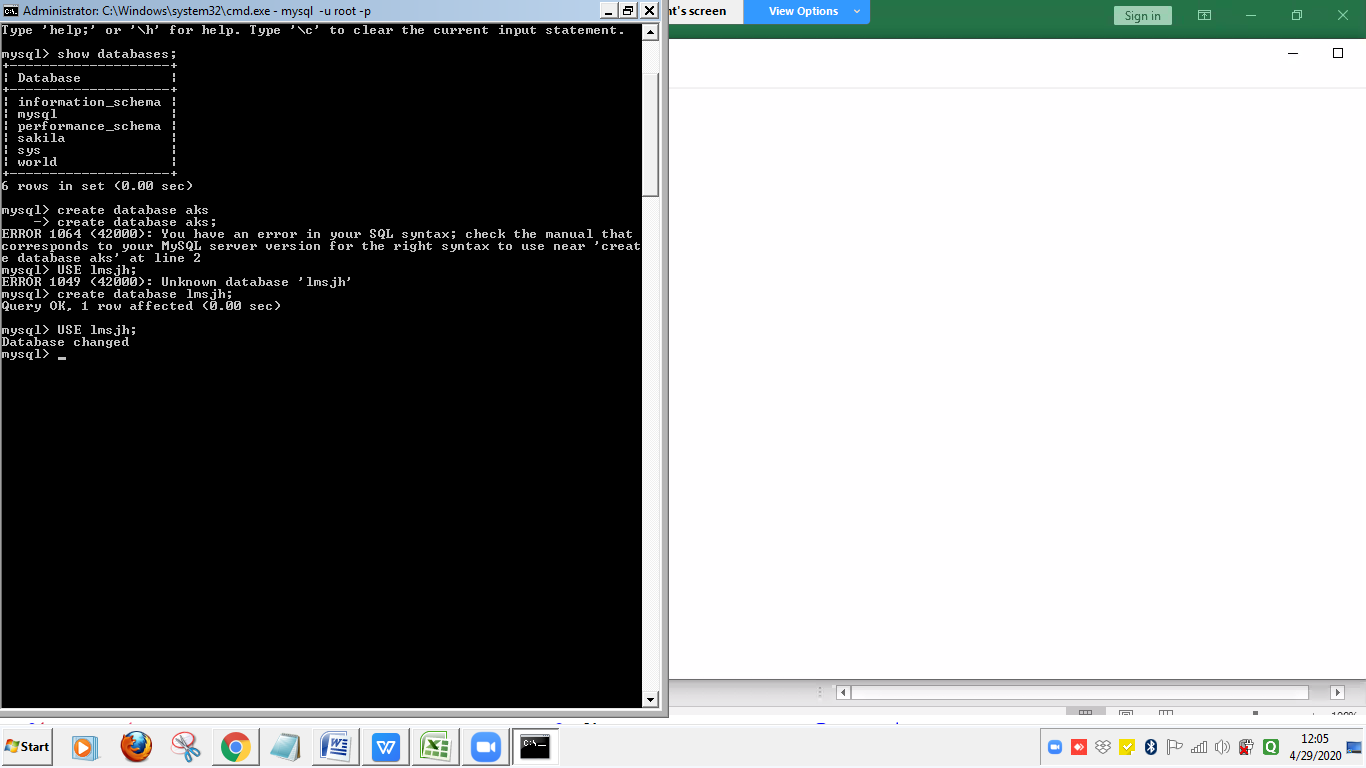 Administrator: C:\Windows\system32\cmd.exe - mysql -u root -p
nt's screen
View Options
Sign in
Type 'help;' or '\h' for help. Type '\c' to clear the current input statement.
mysql> show databases;
+--------------------+
| Database           |
+--------------------+
| information_schema |
| mysql              |
| performance_schema |
| sakila             |
| sys                |
| world              |
+--------------------+
6 rows in set (0.00 sec)
mysql> create database aks
    -> create database aks;
ERROR 1064 (42000): You have an error in your SQL syntax; check the manual that
corresponds to your MySQL server version for the right syntax to use near 'creat
e database aks' at line 2
mysql> USE lmsjh;
ERROR 1049 (42000): Unknown database 'lmsjh'
mysql> create database lmsjh;
Query OK, 1 row affected (0.00 sec)
mysql> USE lmsjh;
Database changed
mysql> _
Start
12:05
4/29/2020